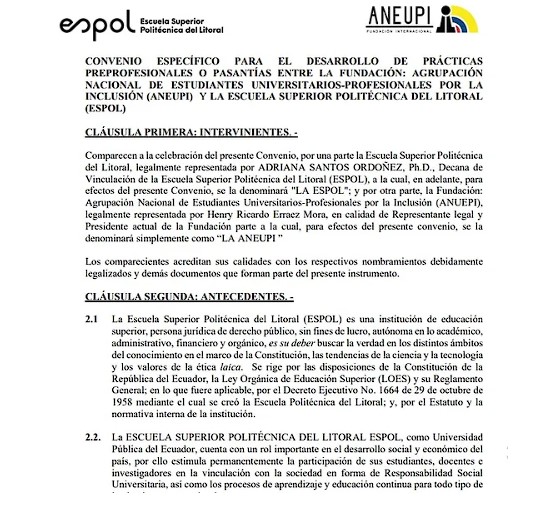 espol Escuela Superior
Politécnica del Litoral
ANEUPI
FUNDACIÓN INTERNACIONAL
CONVENIO ESPECÍFICO PARA EL DESARROLLO DE PRÁCTICAS
PREPROFESIONALES O PASANTÍAS ENTRE LA FUNDACIÓN: AGRUPACIÓN
NACIONAL DE ESTUDIANTES UNIVERSITARIOS-PROFESIONALES POR LA
INCLUSIÓN (ANEUPI) Y LA ESCUELA SUPERIOR POLITÉCNICA DEL LITORAL
(ESPOL)
CLÁUSULA PRIMERA: INTERVINIENTES. -
Comparecen a la celebración del presente Convenio, por una parte la Escuela Superior Politécnica
del Litoral, legalmente representada por ADRIANA SANTOS ORDOÑEZ, Ph.D., Decana de
Vinculación de la Escuela Superior Politécnica del Litoral (ESPOL), a la cual, en adelante, para
efectos del presente Convenio, se la denominará "LA ESPOL"; y por otra parte, la Fundación:
Agrupación Nacional de Estudiantes Universitarios-Profesionales por la Inclusión (ANUEPI),
legalmente representada por Henry Ricardo Erraez Mora, en calidad de Representante legal y
Presidente actual de la Fundación parte a la cual, para efectos del presente convenio, se la
denominará simplemente como “LA ANEUPI ”
Los comparecientes acreditan sus calidades con los respectivos nombramientos debidamente
legalizados y demás documentos que forman parte del presente instrumento.
CLÁUSULA SEGUNDA: ANTECEDENTES. -
2.1 La Escuela Superior Politécnica del Litoral (ESPOL) es una institución de educación
superior, persona jurídica de derecho público, sin fines de lucro, autónoma en lo académico,
administrativo, financiero y orgánico, es su deber buscar la verdad en los distintos ámbitos
del conocimiento en el marco de la Constitución, las tendencias de la ciencia y la tecnología
y los valores de la ética laica. Se rige por las disposiciones de la Constitución de la
República del Ecuador, la Ley Orgánica de Educación Superior (LOES) y su Reglamento
General; en lo que fuere aplicable, por el Decreto Ejecutivo No. 1664 de 29 de octubre de
1958 mediante el cual se creó la Escuela Politécnica del Litoral; y, por el Estatuto y la
normativa interna de la institución.
2.2. La ESCUELA SUPERIOR POLITÉCNICA DEL LITORAL ESPOL, como Universidad
Pública del Ecuador, cuenta con un rol importante en el desarrollo social y económico del
país, por ello estimula permanentemente la participación de sus estudiantes, docentes e
investigadores en la vinculación con la sociedad en forma de Responsabilidad Social
Universitaria, así como los procesos de aprendizaje y educación continua para todo tipo de